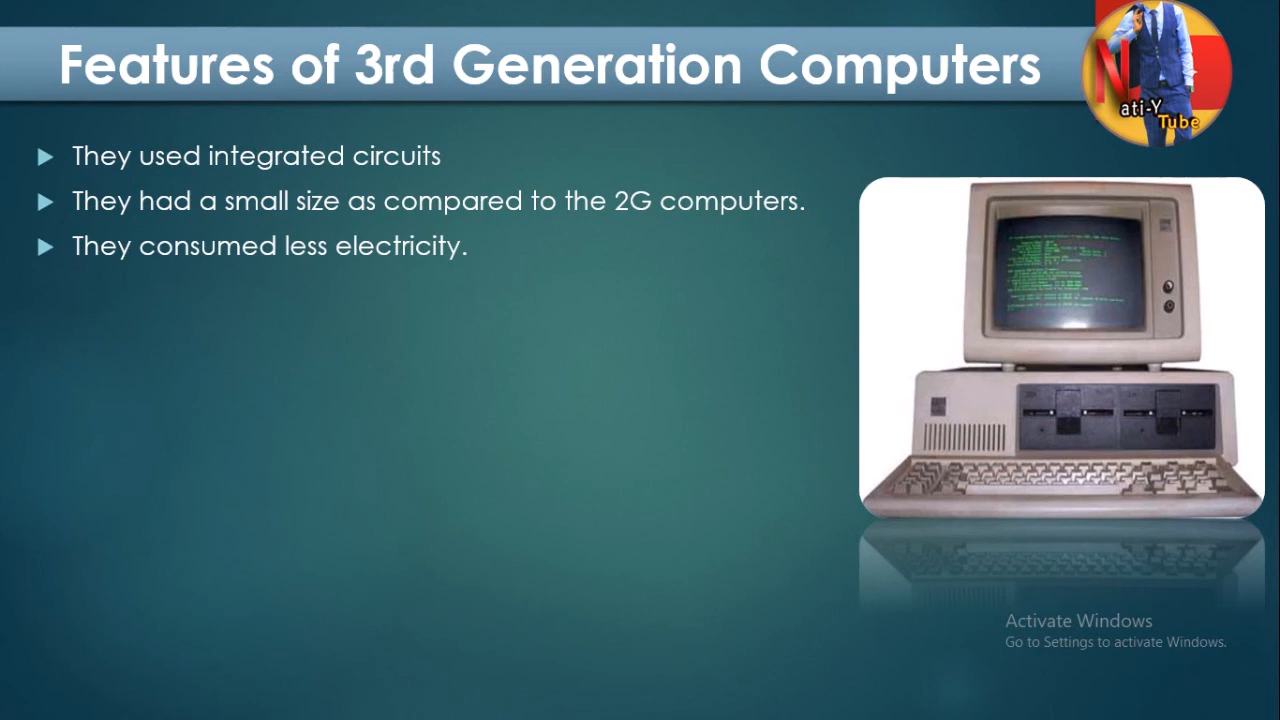 Features of 3rd Generation Computers
N
ati-Y
Tube
They used integrated circuits
They had a small size as compared to the 2G computers.
They consumed less electricity.
Activate Windows
Go to Settings to activate Windows.